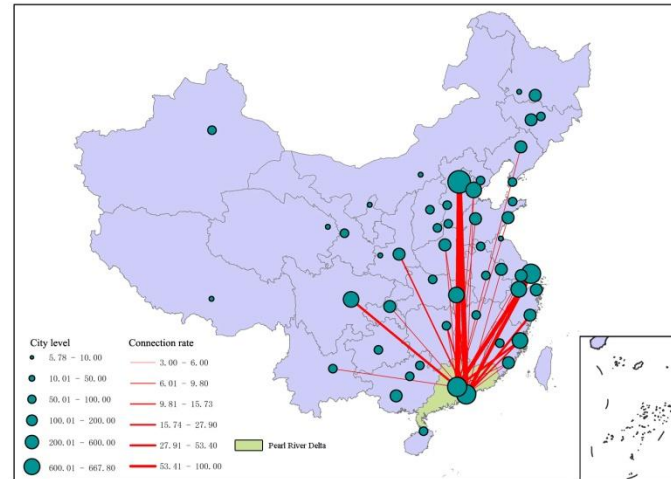 City level
5.78 - 10.00
10.01 - 50.00
50.01 - 100.00
100.01 - 200.00
200.01 - 600.00
600.01 - 667.80
Connection rate
3.00 - 6.00
6.01 - 9.80
9.81 - 15.73
15.74 - 27.90
27.91 - 53.40
53.41 - 100.00
Pearl River Delta